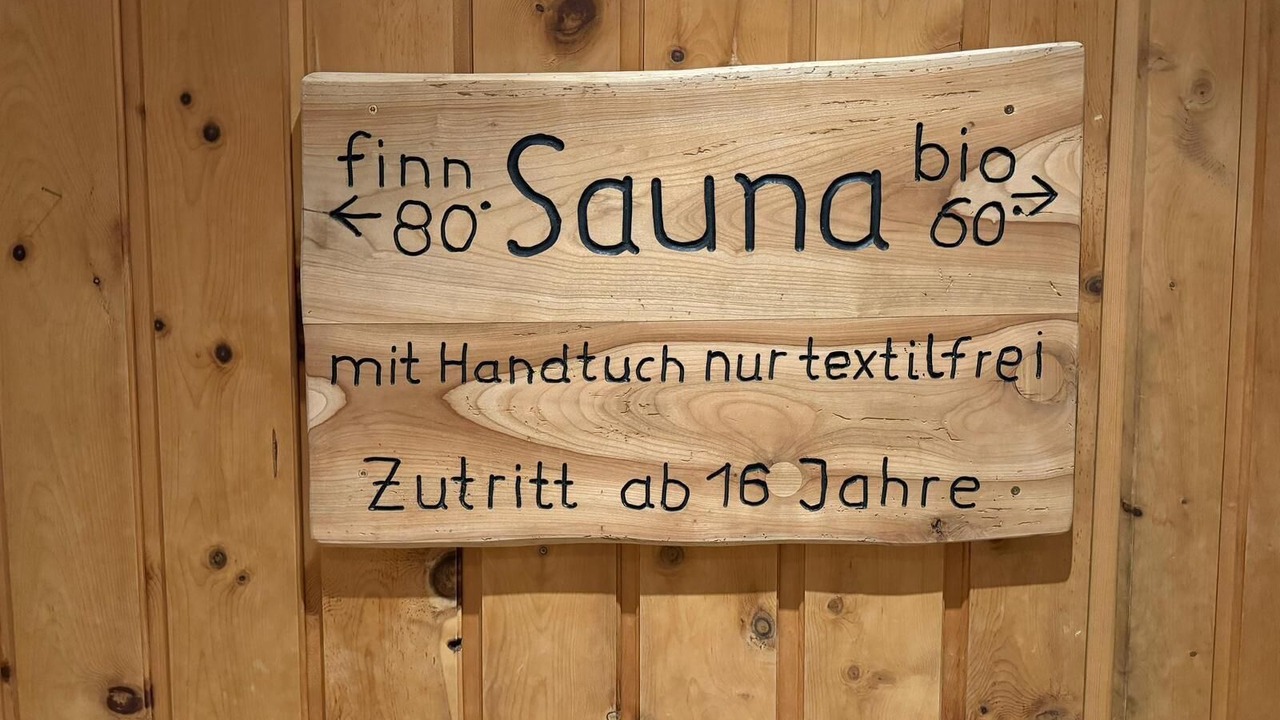 finn Sauna bio
← 80° 60° →
mit Handtuch nur textilfrei
Zutritt ab 16 Jahre